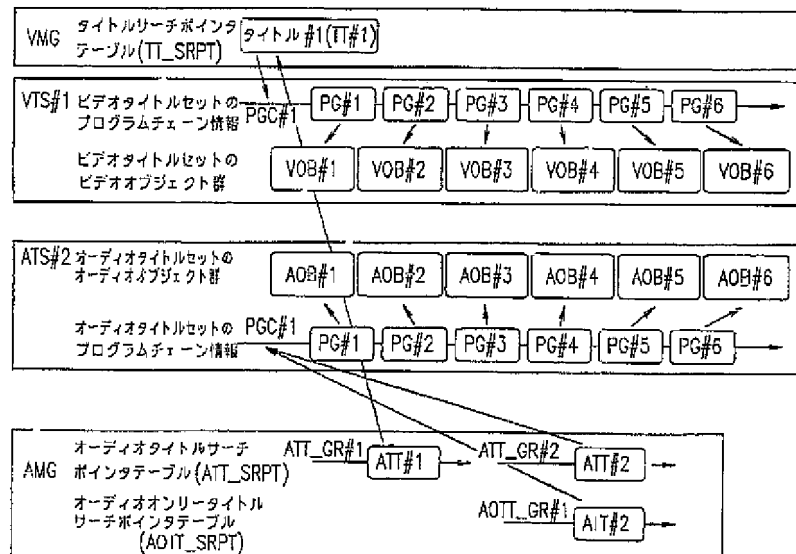 VMG
タイトルサーチポインタ
テーブル(TT_SRPT)
タイトル#1(TT#1)
VTS#1
ビデオタイトルセットの
プログラムチェーン情報
PGC#1
PG#1
PG#2
PG#3
PG#4
PG#5
PG#6
ビデオタイトルセットの
ビデオオブジェクト群
VOB#1
VOB#2
VOB#3
VOB#4
VOB#5
VOB#6
ATS#2
オーディオタイトルセットの
オーディオオブジェクト群
AOB#1
AOB#2
AOB#3
AOB#4
AOB#5
AOB#6
オーディオタイトルセットの
プログラムチェーン情報
PGC#1
PG#1
PG#2
PG#3
PG#4
PG#5
PG#6
AMG
オーディオタイトルサーチ
ポインタテーブル(ATT_SRPT)
ATT_GR#1
ATT#1
ATT_GR#2
ATT#2
オーディオオンリータイトル
サーチポインタテーブル
(AOTT_SRPT)
AOTT_GR#1
ATT#2